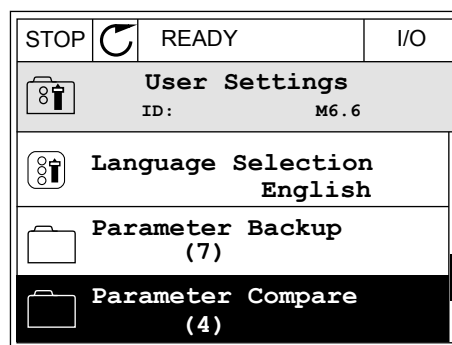 STOP READY I/O
User Settings
ID: M6.6
Language Selection
English
Parameter Backup
(7)
Parameter Compare
(4)